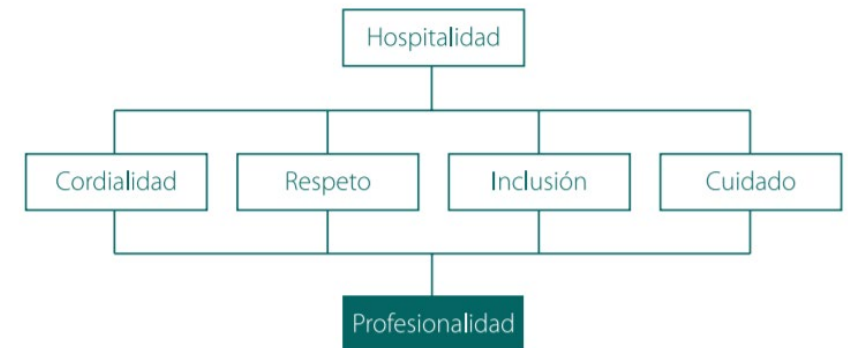 Hospitalidad
Cordialidad
Respeto
Inclusión
Cuidado
Profesionalidad